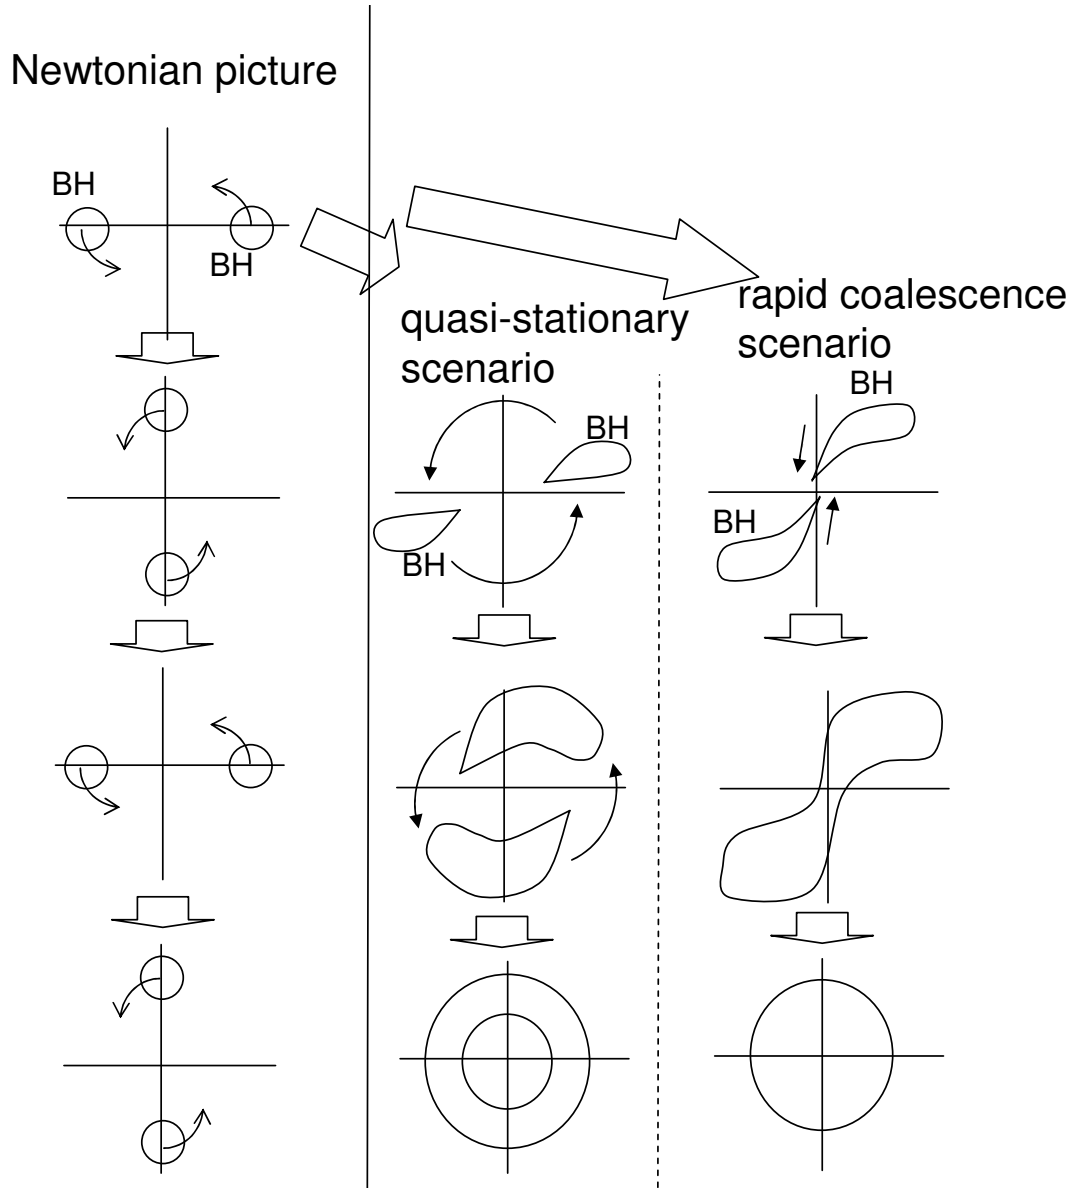 Newtonian picture
BH
BH
quasi-stationary
scenario
BH
BH
rapid coalescence
scenario
BH
BH